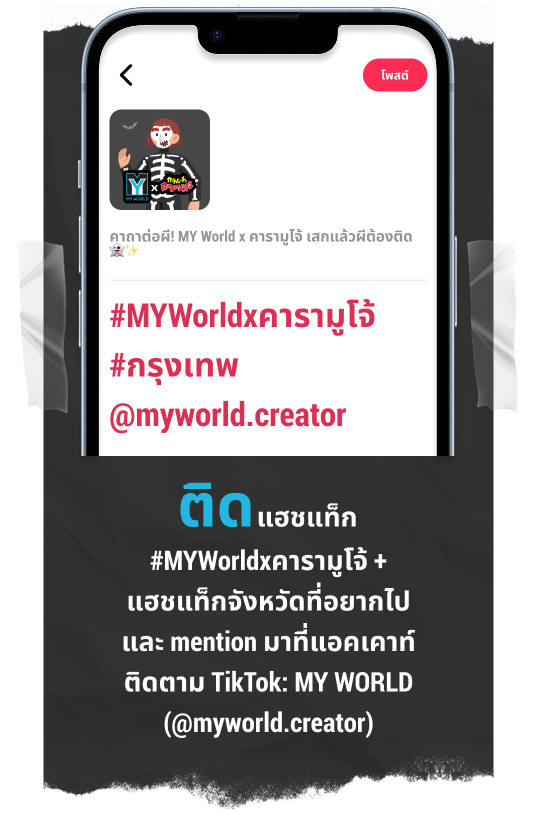 โพสต์
MY
MY WORLD
x
คาถาต่อผี! MY World x คารามูโจ้ เสกแล้วผีต้องติด
👻✨
#MYWorldxคารามูโจ้
#กรุงเทพ
@myworld.creator
ติด แฮชแท็ก
#MYWorldxคารามูโจ้ +
แฮชแท็กจังหวัดที่อยากไป
และ mention มาที่แอคเคาท์
ติดตาม TikTok: MY WORLD
(@myworld.creator)